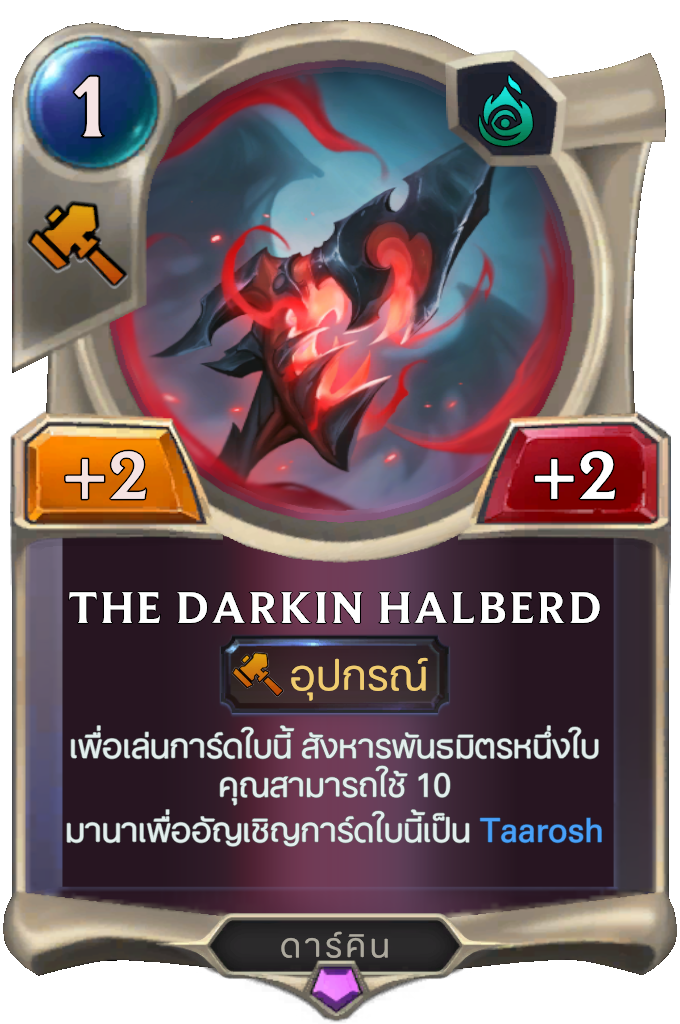 1
+2
+2
THE DARKIN HALBERD
อุปกรณ์
เพื่อเล่นการ์ดใบนี้ สังหารพันธมิตรหนึ่งใบ
คุณสามารถใช้ 10
มานาเพื่ออัญเชิญการ์ดใบนี้เป็น Taarosh
ดาร์คิน